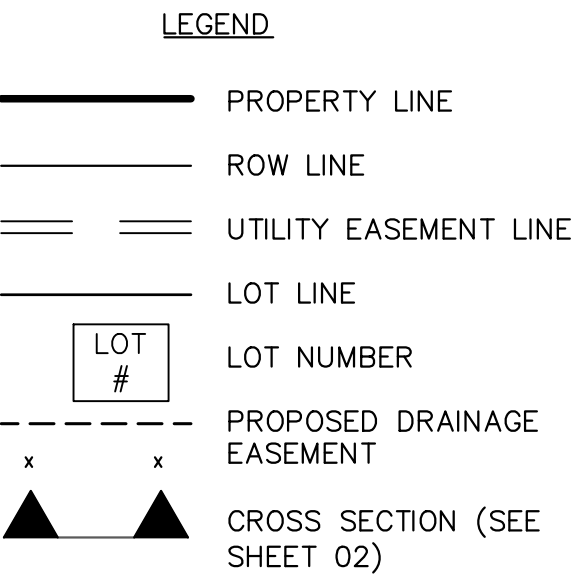 LEGEND
PROPERTY LINE
ROW LINE
UTILITY EASEMENT LINE
LOT LINE
LOT
#
LOT NUMBER
PROPOSED DRAINAGE
EASEMENT
x x
CROSS SECTION (SEE
SHEET 02)